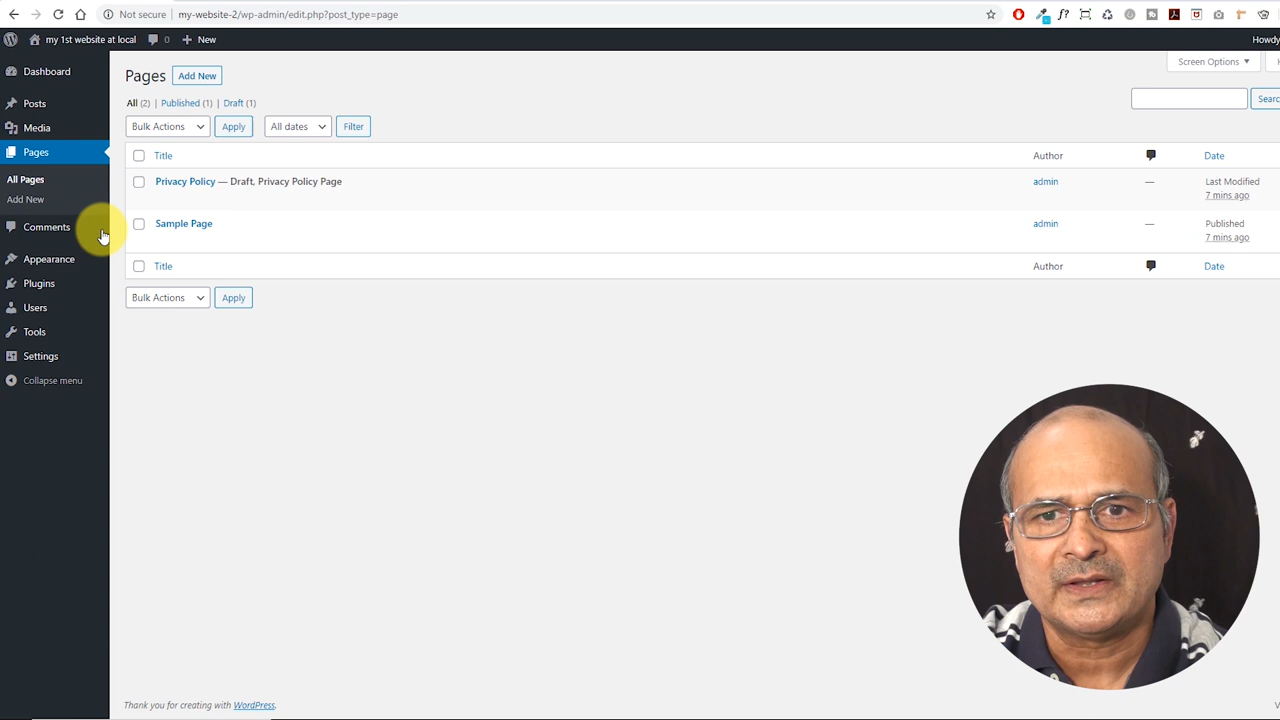 Not secure | my-website-2/wp-admin/edit.php?post_type=page
f?
my 1st website at local 0 New Howdy
Dashboard
Posts
Media
Pages
All Pages
Add New
Comments
Appearance
Plugins
Users
Tools
Settings
Collapse menu
Pages Add New Screen Options ▼
All (2) | Published (1) | Draft (1)
Searc
Bulk Actions Apply All dates Filter
Title Author Date
Privacy Policy — Draft, Privacy Policy Page admin — Last Modified
7 mins ago
Sample Page admin — Published
7 mins ago
Title Author Date
Bulk Actions Apply
Thank you for creating with WordPress. V